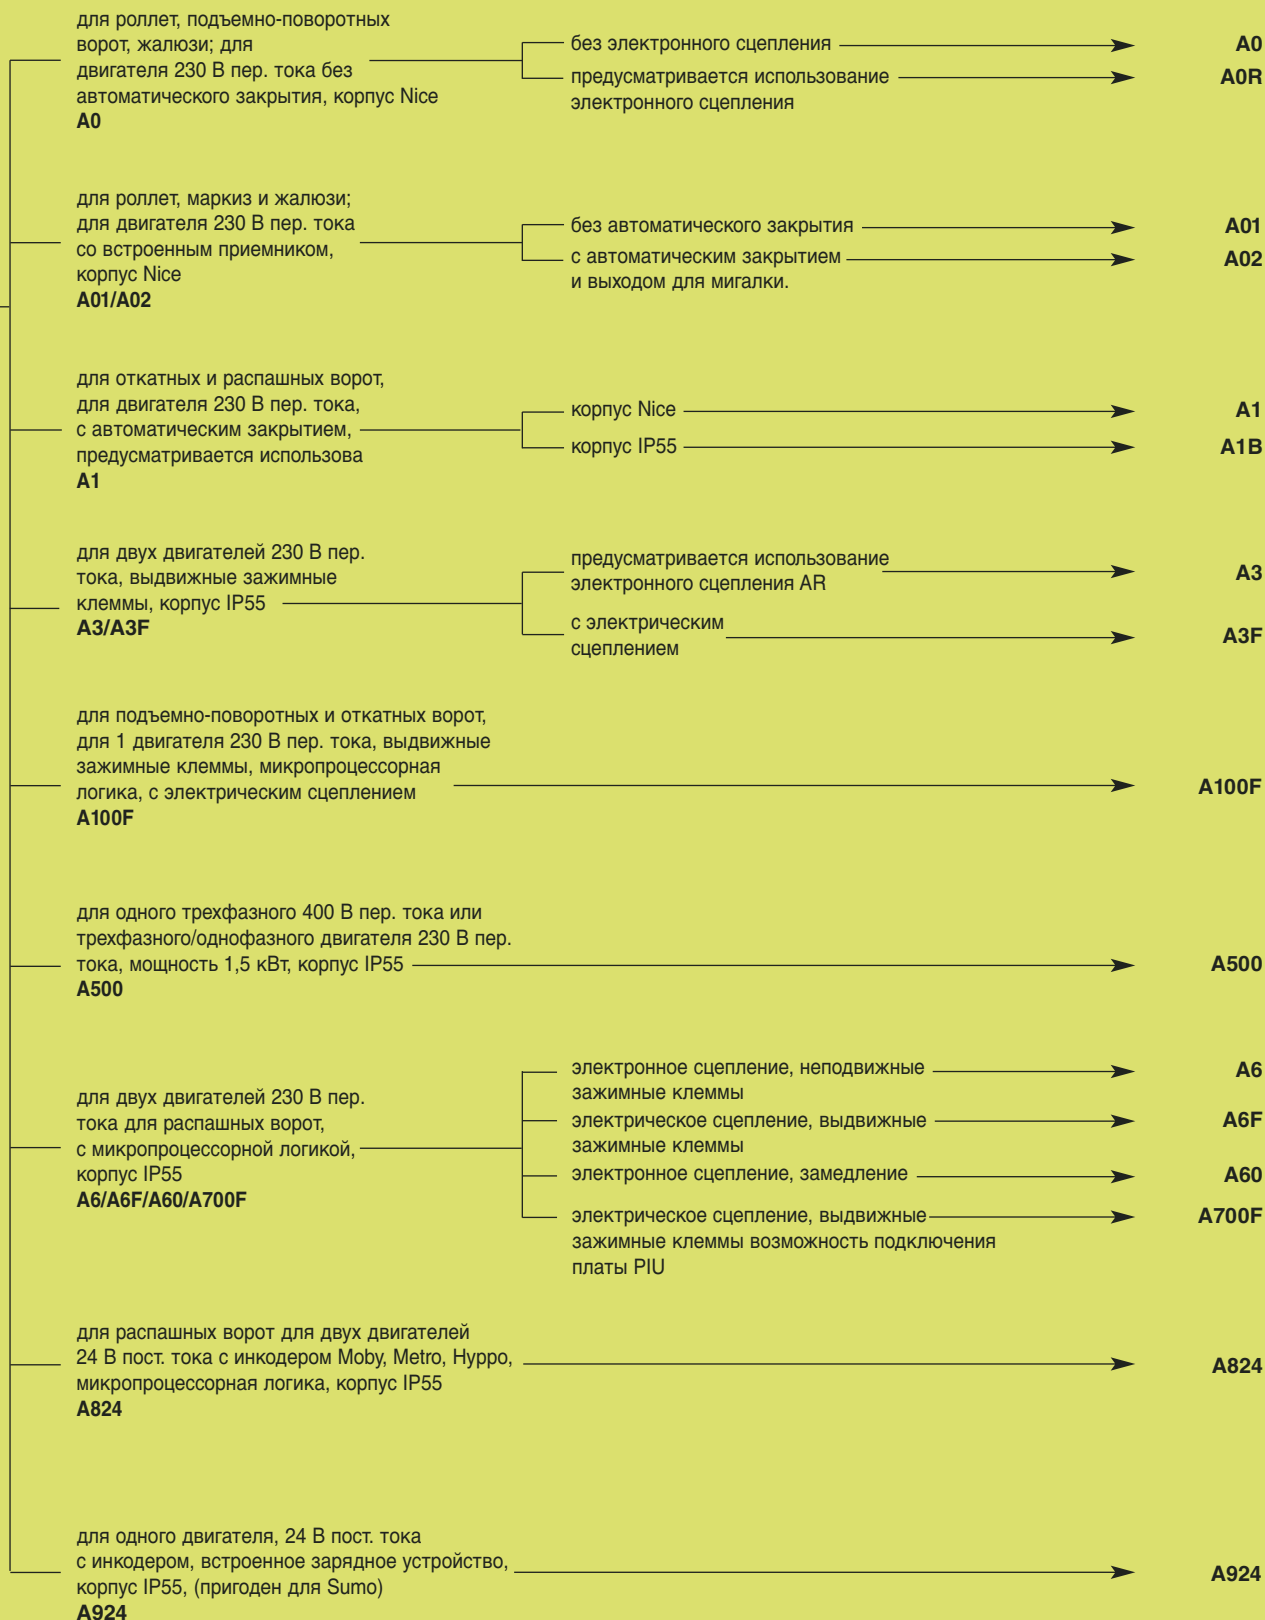 для роллет, подъемно-поворотных
ворот, жалюзи; для
двигателя 230 В пер. тока без
автоматического закрытия, корпус Nice
A0
без электронного сцепления
A0
предусматривается использование
электронного сцепления
A0R
для роллет, маркиз и жалюзи;
для двигателя 230 В пер. тока
со встроенным приемником,
корпус Nice
A01/A02
без автоматического закрытия
A01
с автоматическим закрытием
и выходом для мигалки.
A02
для откатных и распашных ворот,
для двигателя 230 В пер. тока,
с автоматическим закрытием,
предусматривается использова
A1
корпус Nice
A1
корпус IP55
A1B
для двух двигателей 230 В пер.
тока, выдвижные зажимные
клеммы, корпус IP55
A3/A3F
предусматривается использование
электронного сцепления AR
A3
с электрическим
сцеплением
A3F
для подъемно-поворотных и откатных ворот,
для 1 двигателя 230 В пер. тока, выдвижные
зажимные клеммы, микропроцессорная
логика, с электрическим сцеплением
A100F
A100F
для одного трехфазного 400 В пер. тока или
трехфазного/однофазного двигателя 230 В пер.
тока, мощность 1,5 кВт, корпус IP55
A500
A500
для двух двигателей 230 В пер.
тока для распашных ворот,
с микропроцессорной логикой,
корпус IP55
A6/A6F/A60/A700F
электронное сцепление, неподвижные
зажимные клеммы
A6
электрическое сцепление, выдвижные
зажимные клеммы
A6F
электронное сцепление, замедление
A60
электрическое сцепление, выдвижные
зажимные клеммы возможность подключения
платы PIU
A700F
для распашных ворот для двух двигателей
24 В пост. тока с инкодером Moby, Metro, Hyppo,
микропроцессорная логика, корпус IP55
A824
A824
для одного двигателя, 24 В пост. тока
с инкодером, встроенное зарядное устройство,
корпус IP55, (пригоден для Sumo)
A924
A924